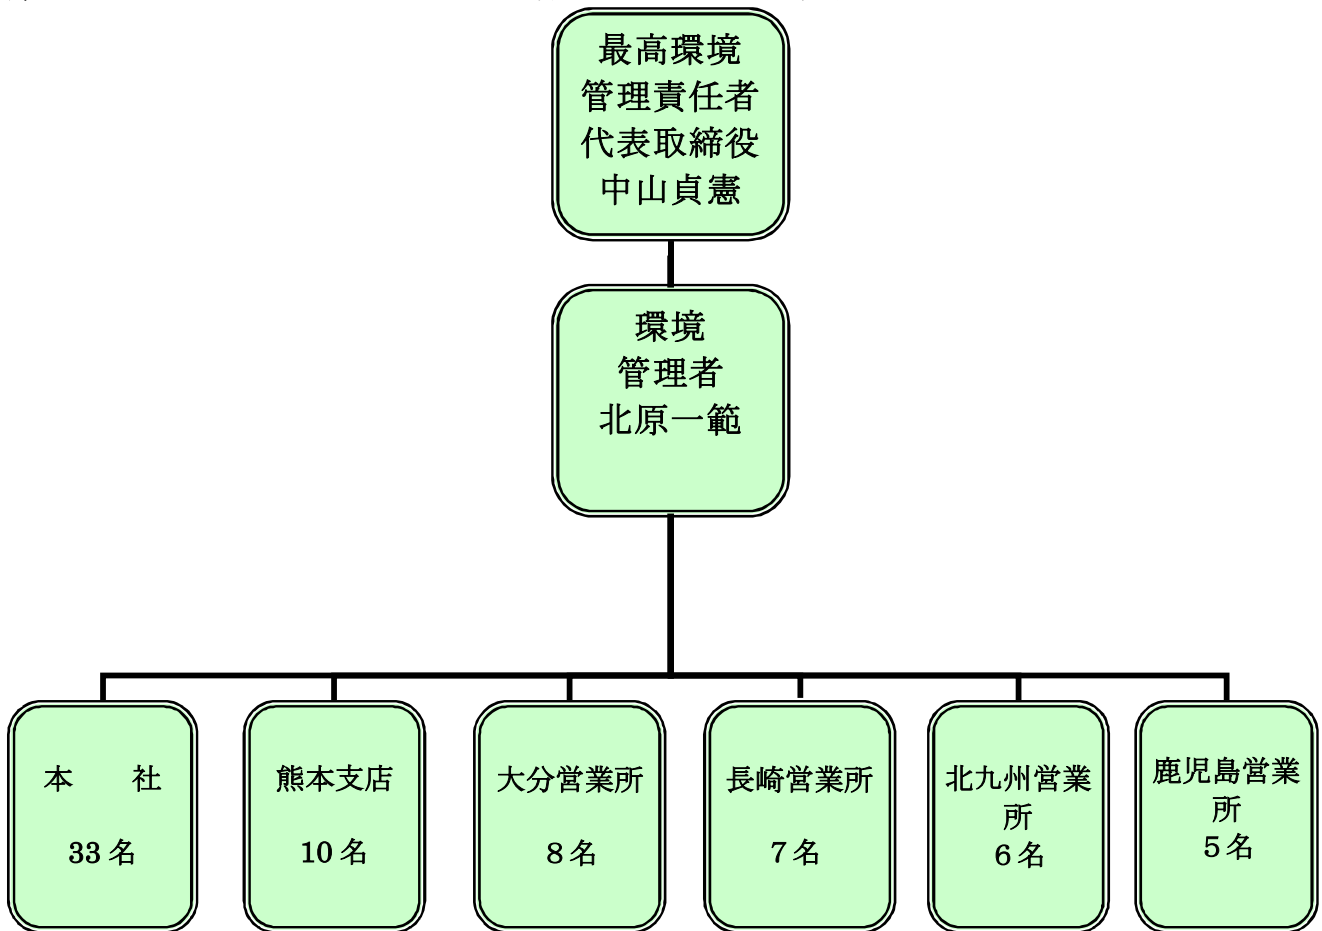 最高環境
管理責任者
代表取締役
中山貞憲
環境
管理者
北原一範
本　　社
33名
熊本支店
10名
大分営業所
８名
長崎営業所
７名
北九州営業
所
６名
鹿児島営業
所
５名